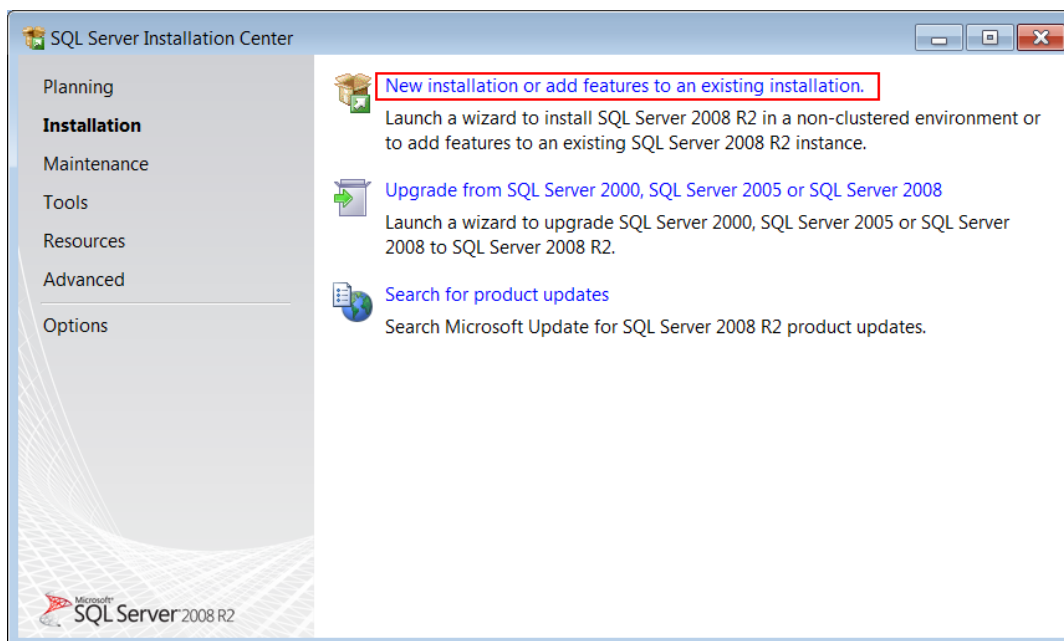 SQL Server Installation Center
Planning
Installation
Maintenance
Tools
Resources
Advanced
Options
New installation or add features to an existing installation.
Launch a wizard to install SQL Server 2008 R2 in a non-clustered environment or
to add features to an existing SQL Server 2008 R2 instance.
Upgrade from SQL Server 2000, SQL Server 2005 or SQL Server 2008
Launch a wizard to upgrade SQL Server 2000, SQL Server 2005 or SQL Server
2008 to SQL Server 2008 R2.
Search for product updates
Search Microsoft Update for SQL Server 2008 R2 product updates.
Microsoft®
SQL Server® 2008 R2